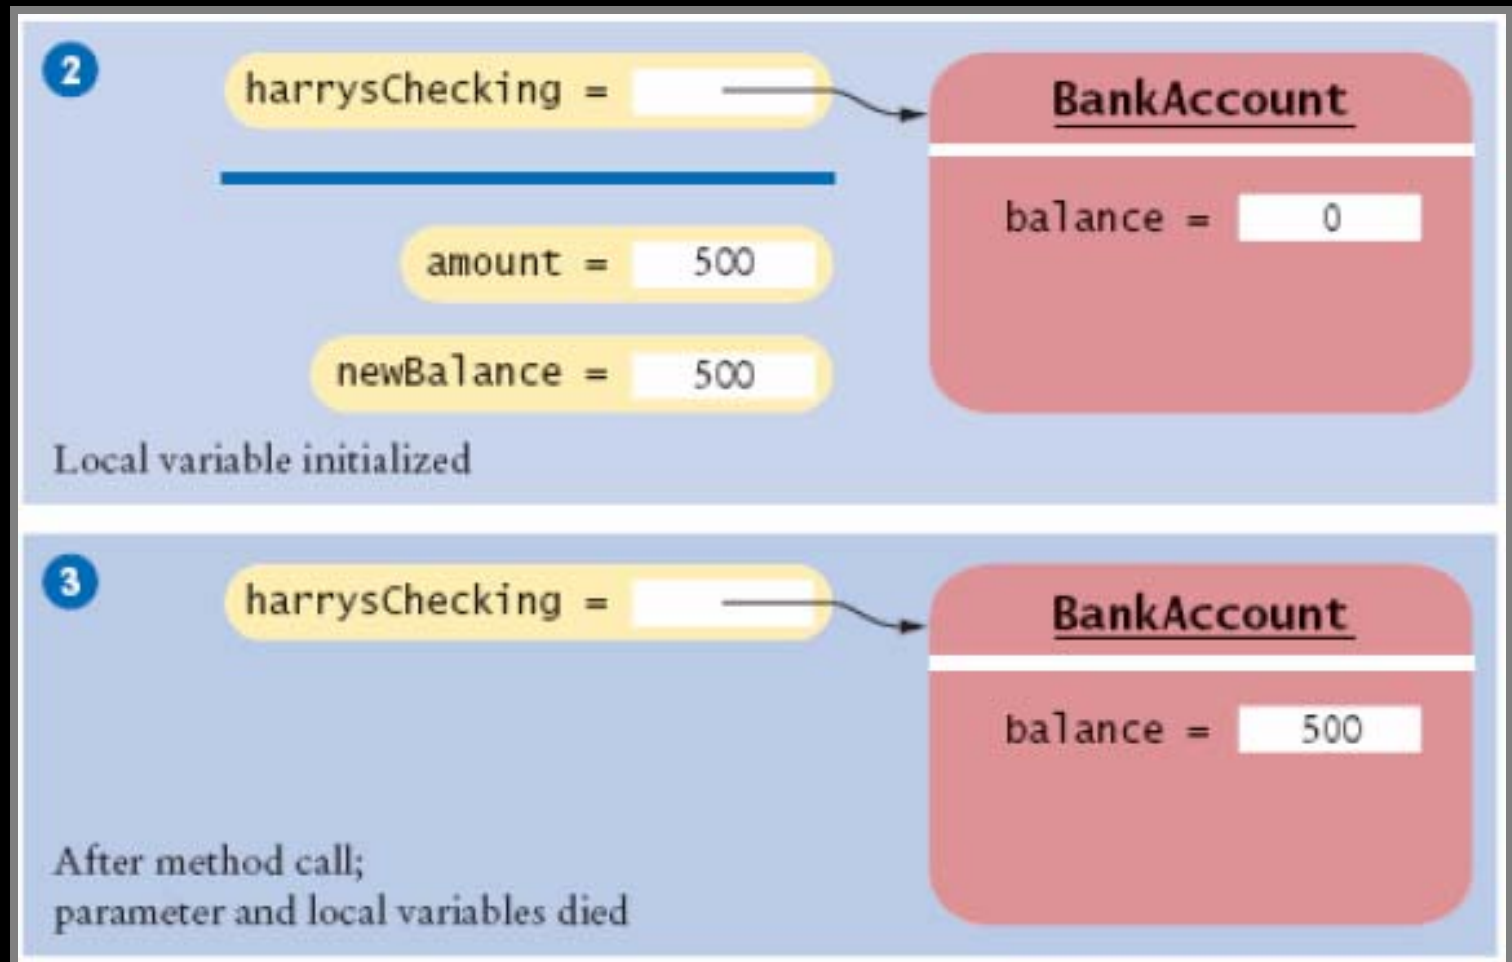 2
harrysChecking =
BankAccount
balance = 0
amount = 500
newBalance = 500
Local variable initialized
3
harrysChecking =
BankAccount
balance = 500
After method call;
parameter and local variables died